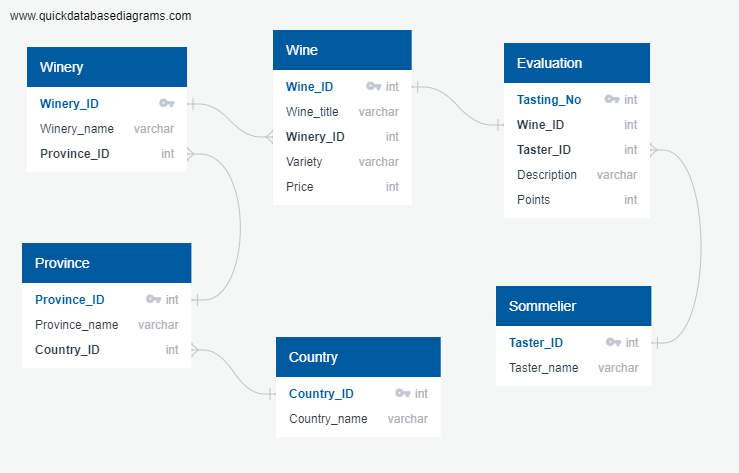 www.quickdatabasediagrams.com
Winery
Winery_ID
Winery_name varchar
Province_ID int
Wine
Wine_ID int
Wine_title varchar
Winery_ID int
Variety varchar
Price int
Evaluation
Tasting_No int
Wine_ID int
Taster_ID int
Description varchar
Points int
Province
Province_ID int
Province_name varchar
Country_ID int
Country
Country_ID int
Country_name varchar
Sommelier
Taster_ID int
Taster_name varchar